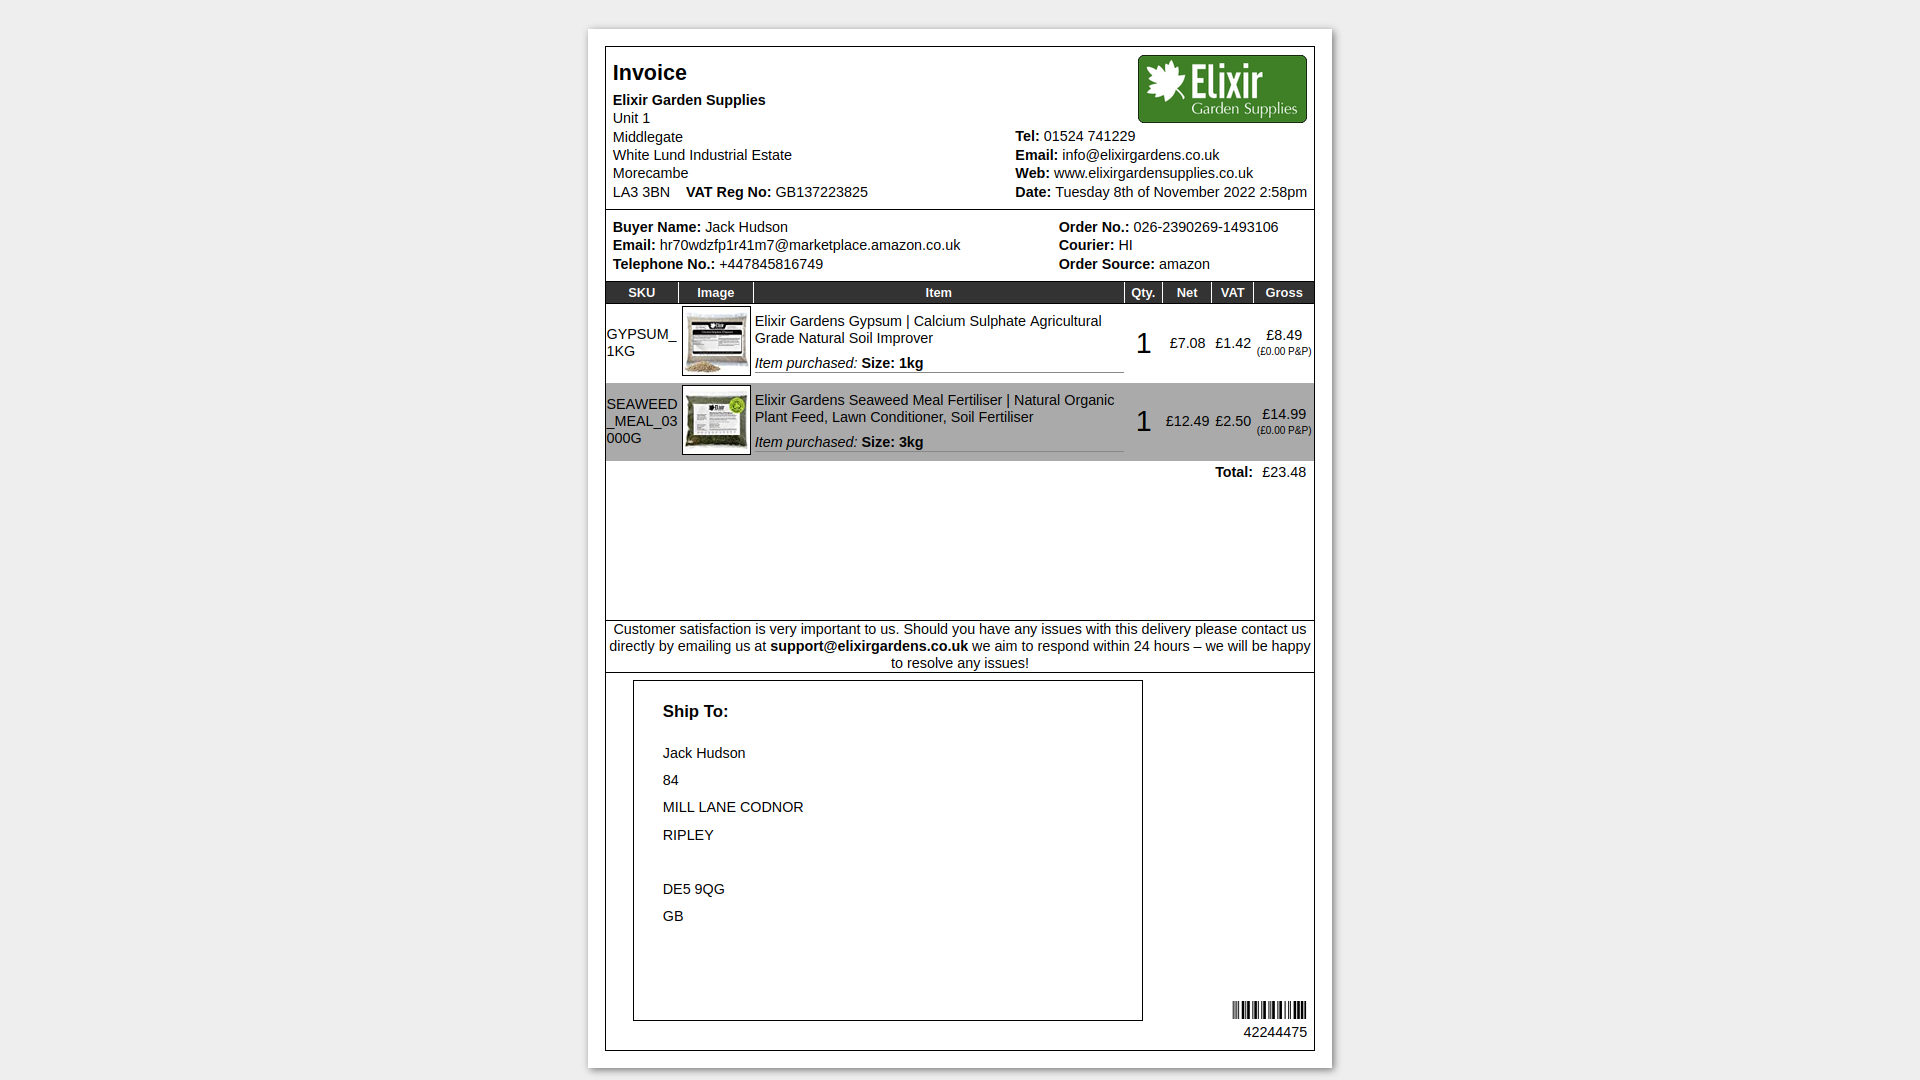 Invoice
Elixir
Garden Supplies
Elixir Garden Supplies
Unit 1
Middlegate
White Lund Industrial Estate
Morecambe
LA3 3BN VAT Reg No: GB137223825
Tel: 01524 741229
Email: info@elixirgardens.co.uk
Web: www.elixirgardensupplies.co.uk
Date: Tuesday 8th of November 2022 2:58pm
Buyer Name: Jack Hudson
Email: hr70wdzfp1r41m7@marketplace.amazon.co.uk
Telephone No.: +447845816749
Order No.: 026-2390269-1493106
Courier: HI
Order Source: amazon
SKU Image Item Qty. Net VAT Gross
GYPSUM_
1KG
Elixir Gardens Gypsum | Calcium Sulphate Agricultural
Grade Natural Soil Improver
Item purchased: Size: 1kg
1 £7.08 £1.42 £8.49
(£0.00 P&P)
SEAWEED
_MEAL_03
000G
Elixir Gardens Seaweed Meal Fertiliser | Natural Organic
Plant Feed, Lawn Conditioner, Soil Fertiliser
Item purchased: Size: 3kg
1 £12.49 £2.50 £14.99
(£0.00 P&P)
Total: £23.48
Customer satisfaction is very important to us. Should you have any issues with this delivery please contact us
directly by emailing us at support@elixirgardens.co.uk we aim to respond within 24 hours – we will be happy
to resolve any issues!
Ship To:
Jack Hudson
84
MILL LANE CODNOR
RIPLEY
DE5 9QG
GB
42244475